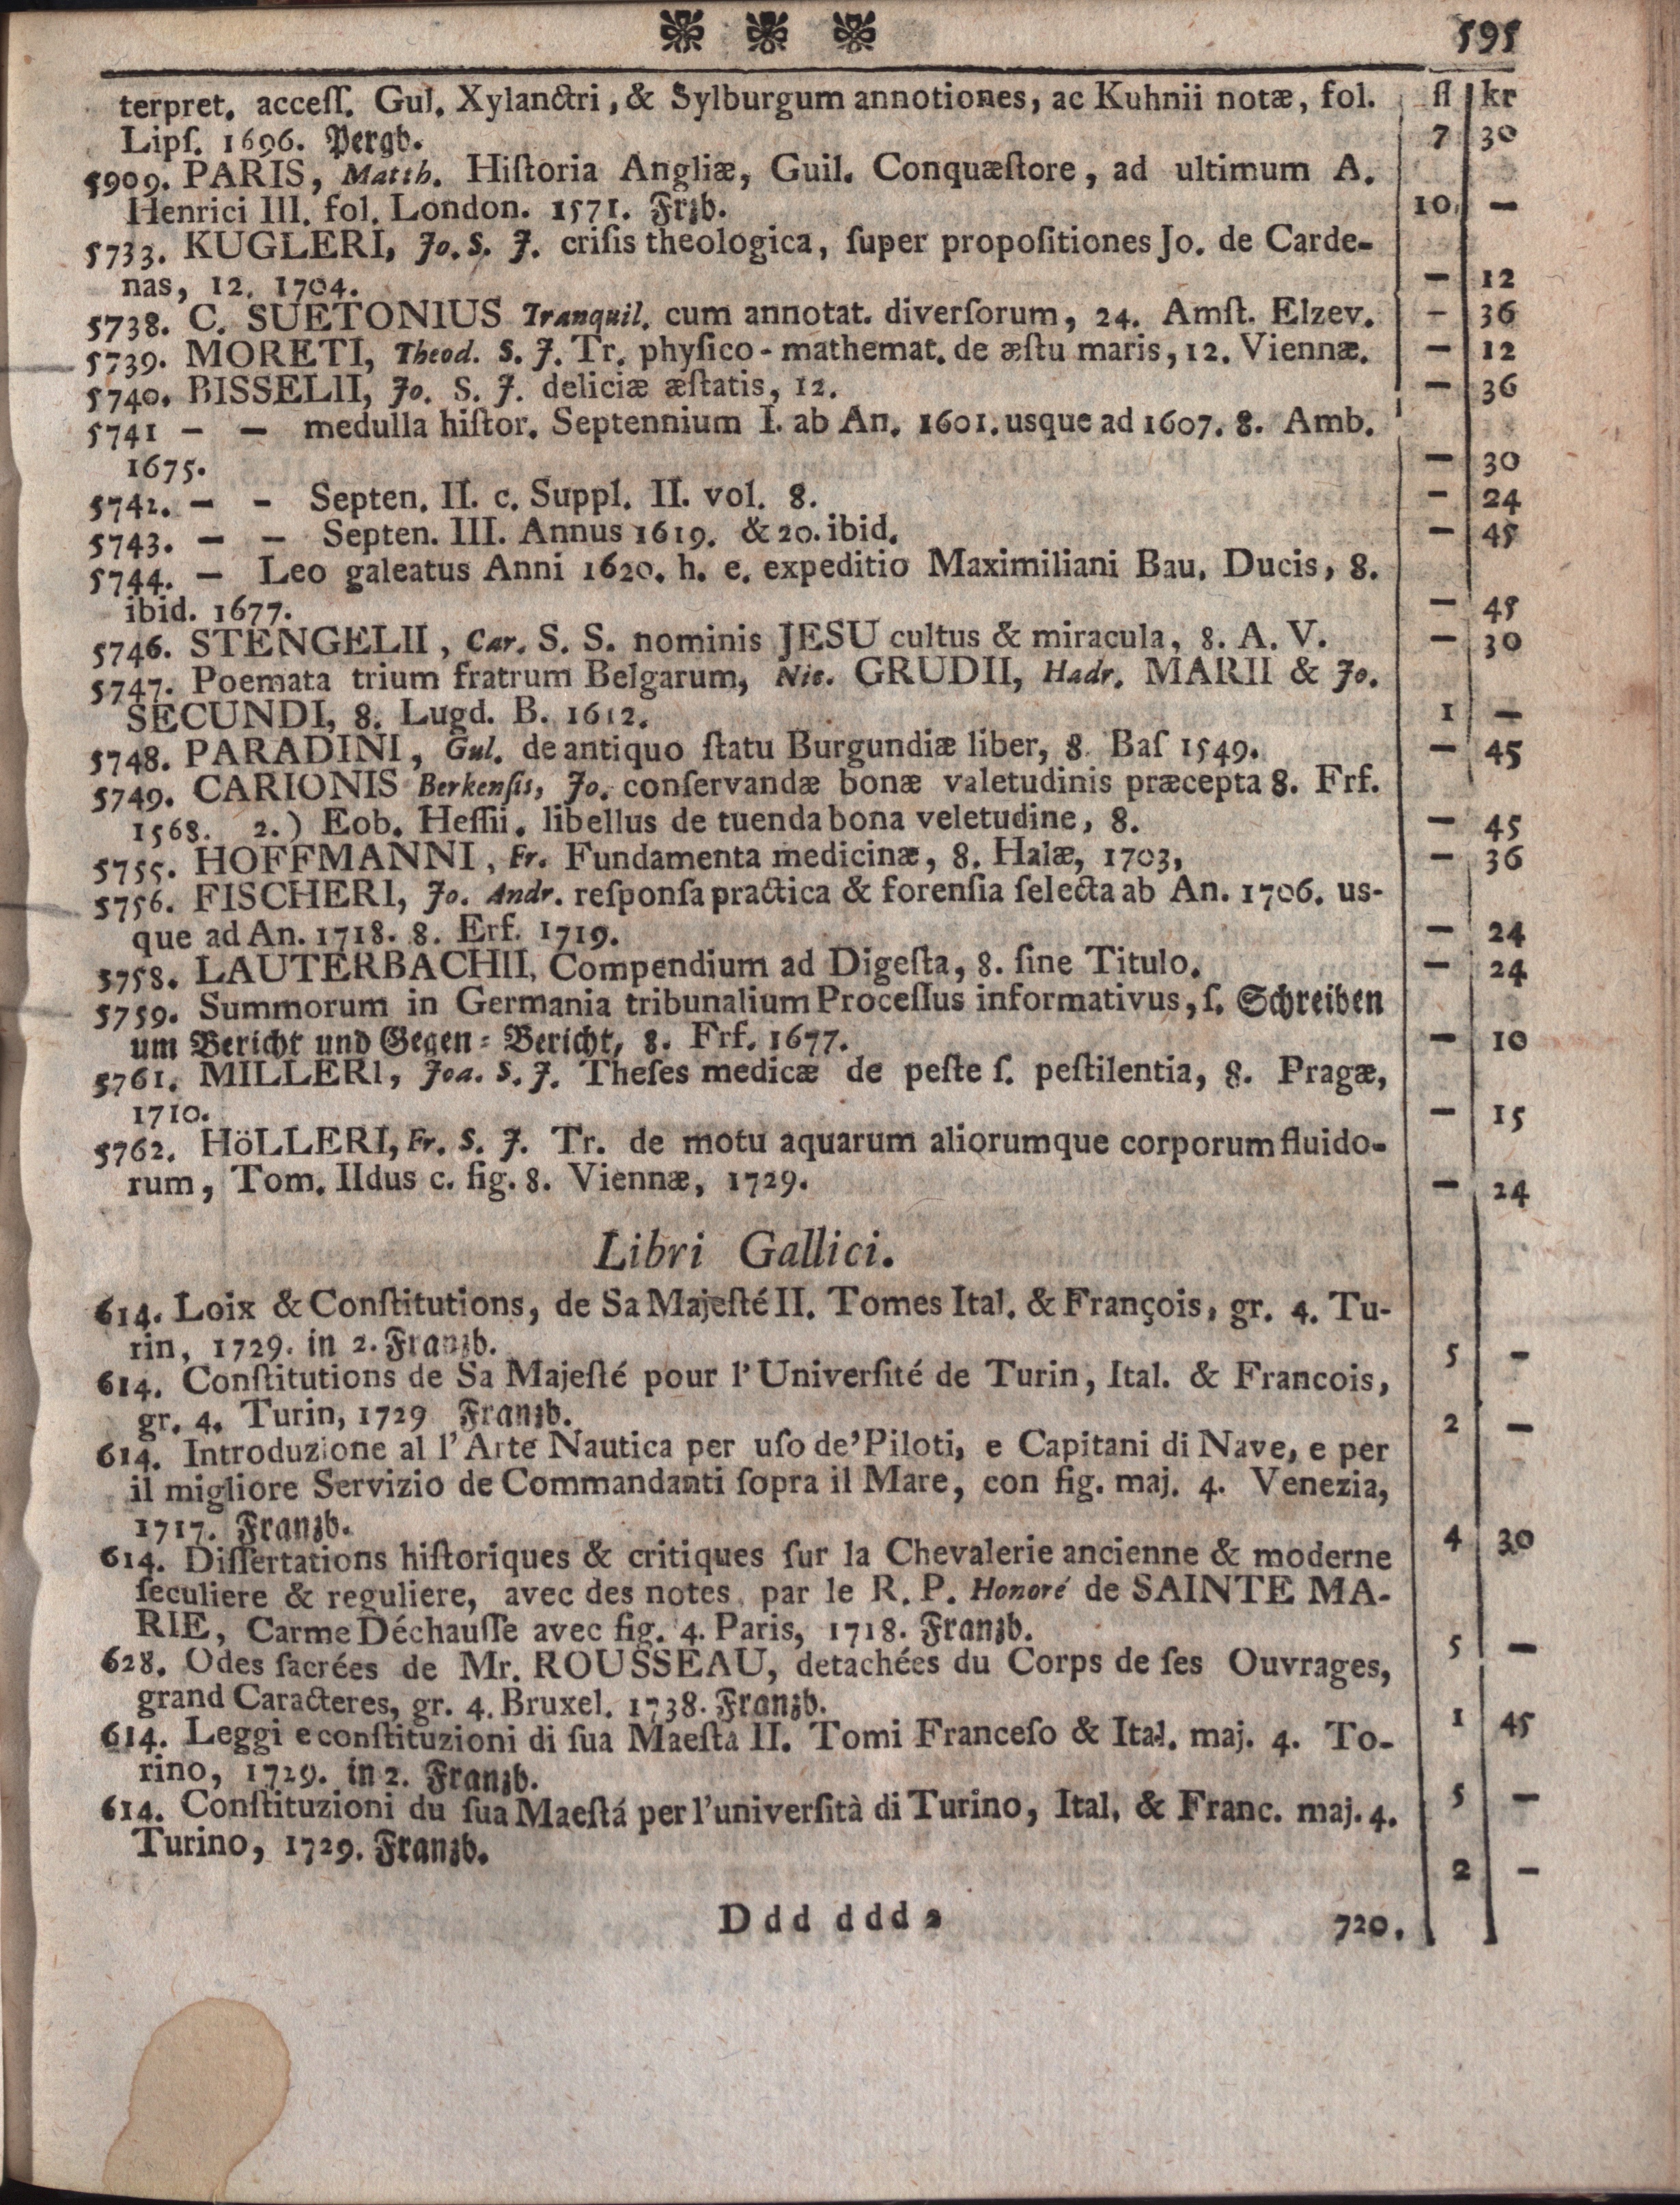 595
fl kr
terpret. acceſſ. Gul. Xylanctri, & Sylburgum annotiones, ac Kuhnii notæ, fol.
Lipſ. 1696. Pergb. 7 30
5909. PARIS, Matth. Hiſtoria Angliæ, Guil. Conquæſtore, ad ultimum A.
Henrici III. fol. London. 1571. Frzb. 10 —
5733. KUGLERI, Jo. S. J. criſis theologica, ſuper propoſitiones Jo. de Carde-
nas, 12. 1704. — 12
5738. C. SUETONIUS Tranquil. cum annotat. diverſorum, 24. Amſt. Elzev. — 36
5739. MORETI, Theod. S. J. Tr. phyſico-mathemat. de æſtu maris, 12. Viennæ. — 12
5740. BISSELII, Jo. S. J. deliciæ æſtatis, 12. — 36
5741 — — medulla hiſtor. Septennium I. ab An. 1601. usque ad 1607. 8. Amb.
1675. — 30
5742. — - Septen. II. c. Suppl. II. vol. 8. — 24
5743. — — Septen. III. Annus 1619. & 20. ibid. — 45
5744. — Leo galeatus Anni 1620. h. e. expeditio Maximiliani Bau. Ducis, 8.
ibid. 1677. — 45
5746. STENGELII, Car. S. S. nominis JESU cultus & miracula, 8. A. V. — 30
5747. Poemata trium fratrum Belgarum, Nic. GRUDII, Hadr. MARII & Jo.
SECUNDI, 8. Lugd. B. 1612. 1 —
5748. PARADINI, Gul. de antiquo ſtatu Burgundiæ liber, 8. Baſ 1549. — 45
5749. CARIONIS Berkenſis, Jo. conſervandæ bonæ valetudinis præcepta 8. Frf.
1568. 2.) Eob. Heſſii. libellus de tuenda bona veletudine, 8. — 45
5755. HOFFMANNI, Fr. Fundamenta medicinæ, 8. Halæ, 1703, — 36
5756. FISCHERI, Jo. Andr. reſponſa practica & forenſia ſelecta ab An. 1706. us-
que ad An. 1718. 8. Erf. 1719. — 24
5758. LAUTERBACHII, Compendium ad Digeſta, 8. ſine Titulo. — 24
5759. Summorum in Germania tribunalium Proceſſus informativus, ſ. Schreiben
um Bericht und Gegen-Bericht, 8. Frf. 1677. — 10
5761. MILLERI, Joa. S. J. Theſes medicæ de peſte ſ. peſtilentia, 8. Pragæ,
1710. — 15
5762. HöLLERI, Fr. S. J. Tr. de motu aquarum aliorumque corporum fluido-
rum, Tom. IIdus c. fig. 8. Viennæ, 1729. — 24
Libri Gallici.
614. Loix & Conſtitutions, de Sa Majeſté II. Tomes Ital. & François, gr. 4. Tu-
rin, 1729. in 2. Franzb. 5 —
614. Conſtitutions de Sa Majeſté pour l'Univerſité de Turin, Ital. & Francois,
gr. 4. Turin, 1729 Franzb. 2 —
614. Introduzione al l'Arte Nautica per uſo de'Piloti, e Capitani di Nave, e per
il migliore Servizio de Commandanti ſopra il Mare, con fig. maj. 4. Venezia,
1717. Franzb. 4 30
614. Diſſertations hiſtoriques & critiques ſur la Chevalerie ancienne & moderne
ſeculiere & reguliere, avec des notes par le R. P. Honoré de SAINTE MA-
RIE, Carme Déchauſſe avec fig. 4. Paris, 1718. Franzb. 5 —
628. Odes ſacrées de Mr. ROUSSEAU, detachées du Corps de ſes Ouvrages,
grand Caracteres, gr. 4. Bruxel. 1738. Franzb. 1 45
614. Leggi e conſtituzioni di ſua Maeſta II. Tomi Franceſo & Ital. maj. 4. To-
rino, 1729. in 2. Franzb. 5 —
614. Conſtituzioni du ſua Maeſtá per l'univerſità di Turino, Ital. & Franc. maj. 4.
Turino, 1729. Franzb. 2 —
Ddd ddd 2 720.